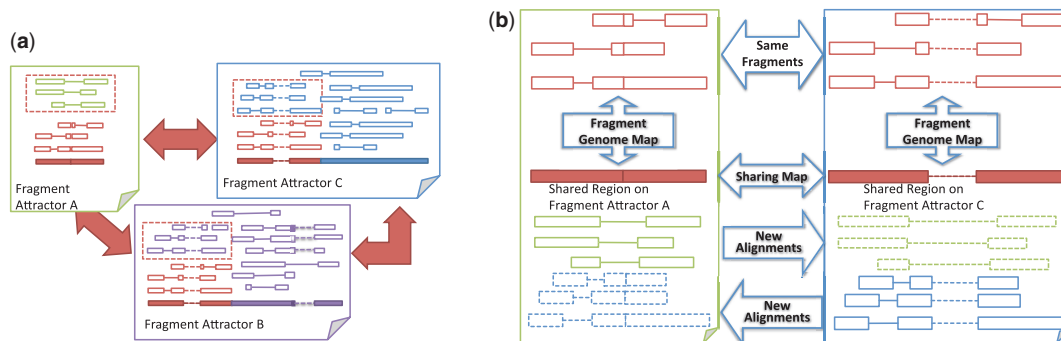 (a)
Fragment
Attractor A
Fragment Attractor C
Fragment Attractor B
(b)
Same
Fragments
Fragment
Genome Map
Fragment
Genome Map
Sharing Map
Shared Region on
Fragment Attractor A
Shared Region on
Fragment Attractor C
New
Alignments
New
Alignments